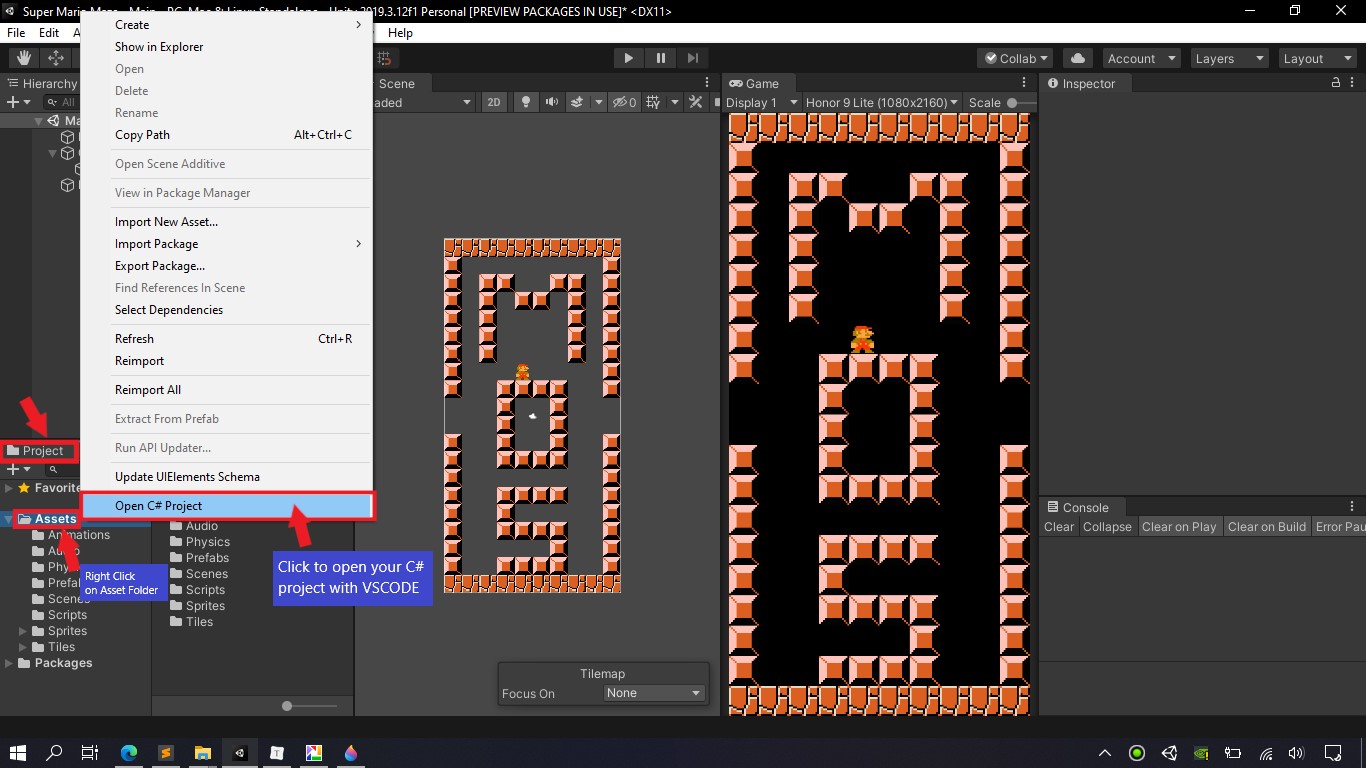 Super Mario Maze - Main - PC, Mac & Linux Standalone - Unity 2019.3.12f1 Personal [PREVIEW PACKAGES IN USE]* <DX11>
File Edit Help
Collab Account Layers Layout
Hierarchy
All
Create
Show in Explorer
Open
Delete
Rename
Copy Path Alt+Ctrl+C
Open Scene Additive
View in Package Manager
Import New Asset...
Import Package
Export Package...
Find References In Scene
Select Dependencies
Refresh Ctrl+R
Reimport
Reimport All
Extract From Prefab
Run API Updater...
Update UIElements Schema
Open C# Project
Scene
2D
0
Game
Display 1 Honor 9 Lite (1080x2160) Scale
Inspector
Project
Favorite
Assets
Animations
Scenes
Scripts
Sprites
Tiles
Packages
Right Click
on Asset Folder
Audio
Physics
Prefabs
Scenes
Scripts
Sprites
Tiles
Click to open your C#
project with VSCODE
Tilemap
Focus On None
Console
Clear Collapse Clear on Play Clear on Build Error Pau